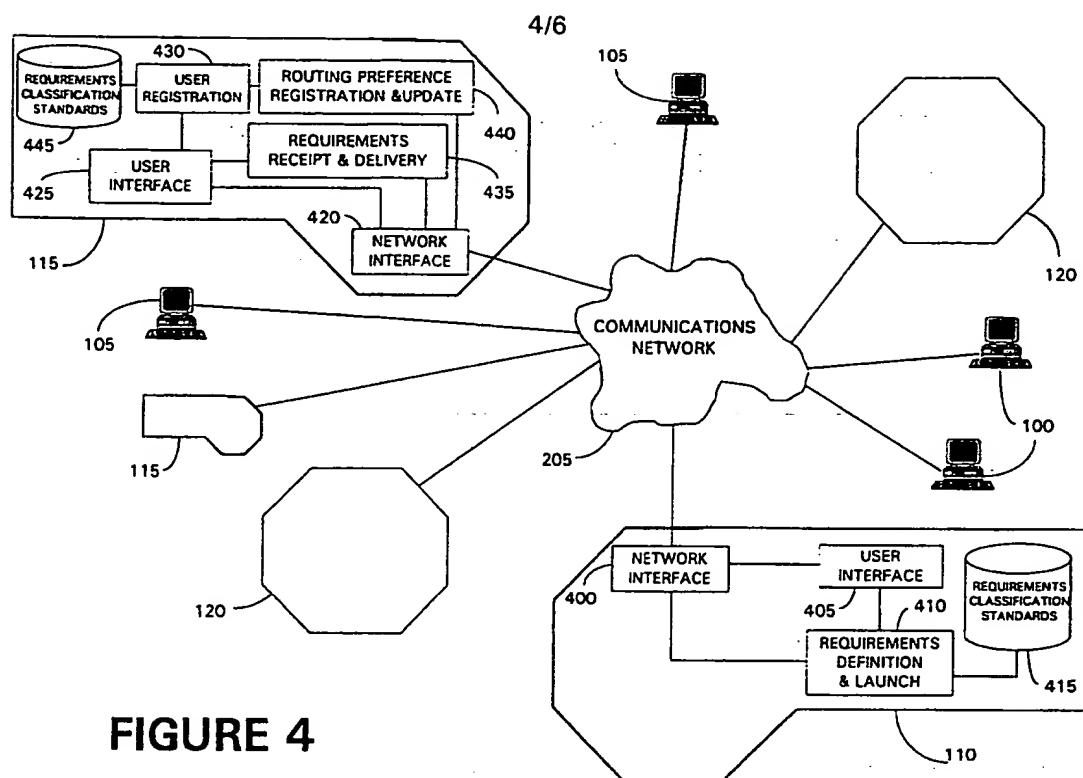 4/6
430
105
REQUIREMENTS
CLASSIFICATION
STANDARDS
USER
REGISTRATION
ROUTING PREFERENCE
REGISTRATION &UPDATE
445
440
REQUIREMENTS
RECEIPT & DELIVERY
425
USER
INTERFACE
435
420
NETWORK
INTERFACE
115
120
105
COMMUNICATIONS
NETWORK
100
115
205
NETWORK
INTERFACE
USER
INTERFACE
REQUIREMENTS
CLASSIFICATION
STANDARDS
400
405
410
120
REQUIREMENTS
DEFINITION
& LAUNCH
415
FIGURE 4
110